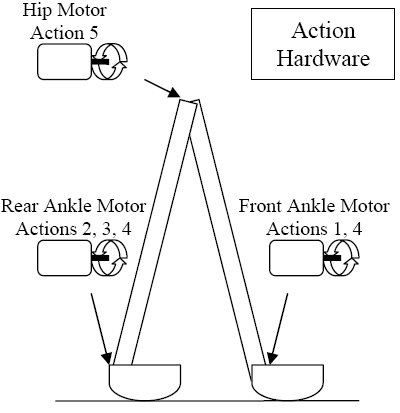 Hip Motor
Action 5
Action
Hardware
Rear Ankle Motor
Actions 2, 3, 4
Front Ankle Motor
Actions 1, 4